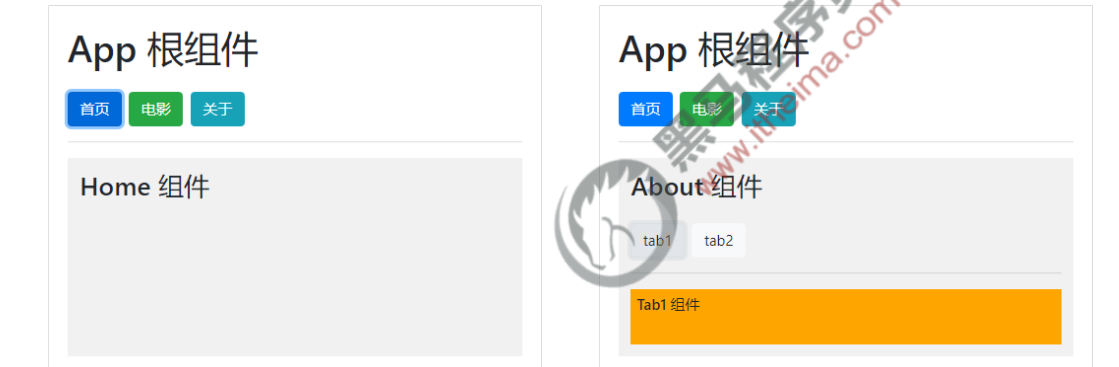 App 根组件
首页 电影 关于
Home 组件
App 根组件
首页 电影 关于
About 组件
tab1 tab2
Tab1 组件
黑马程序员
www.itheima.com